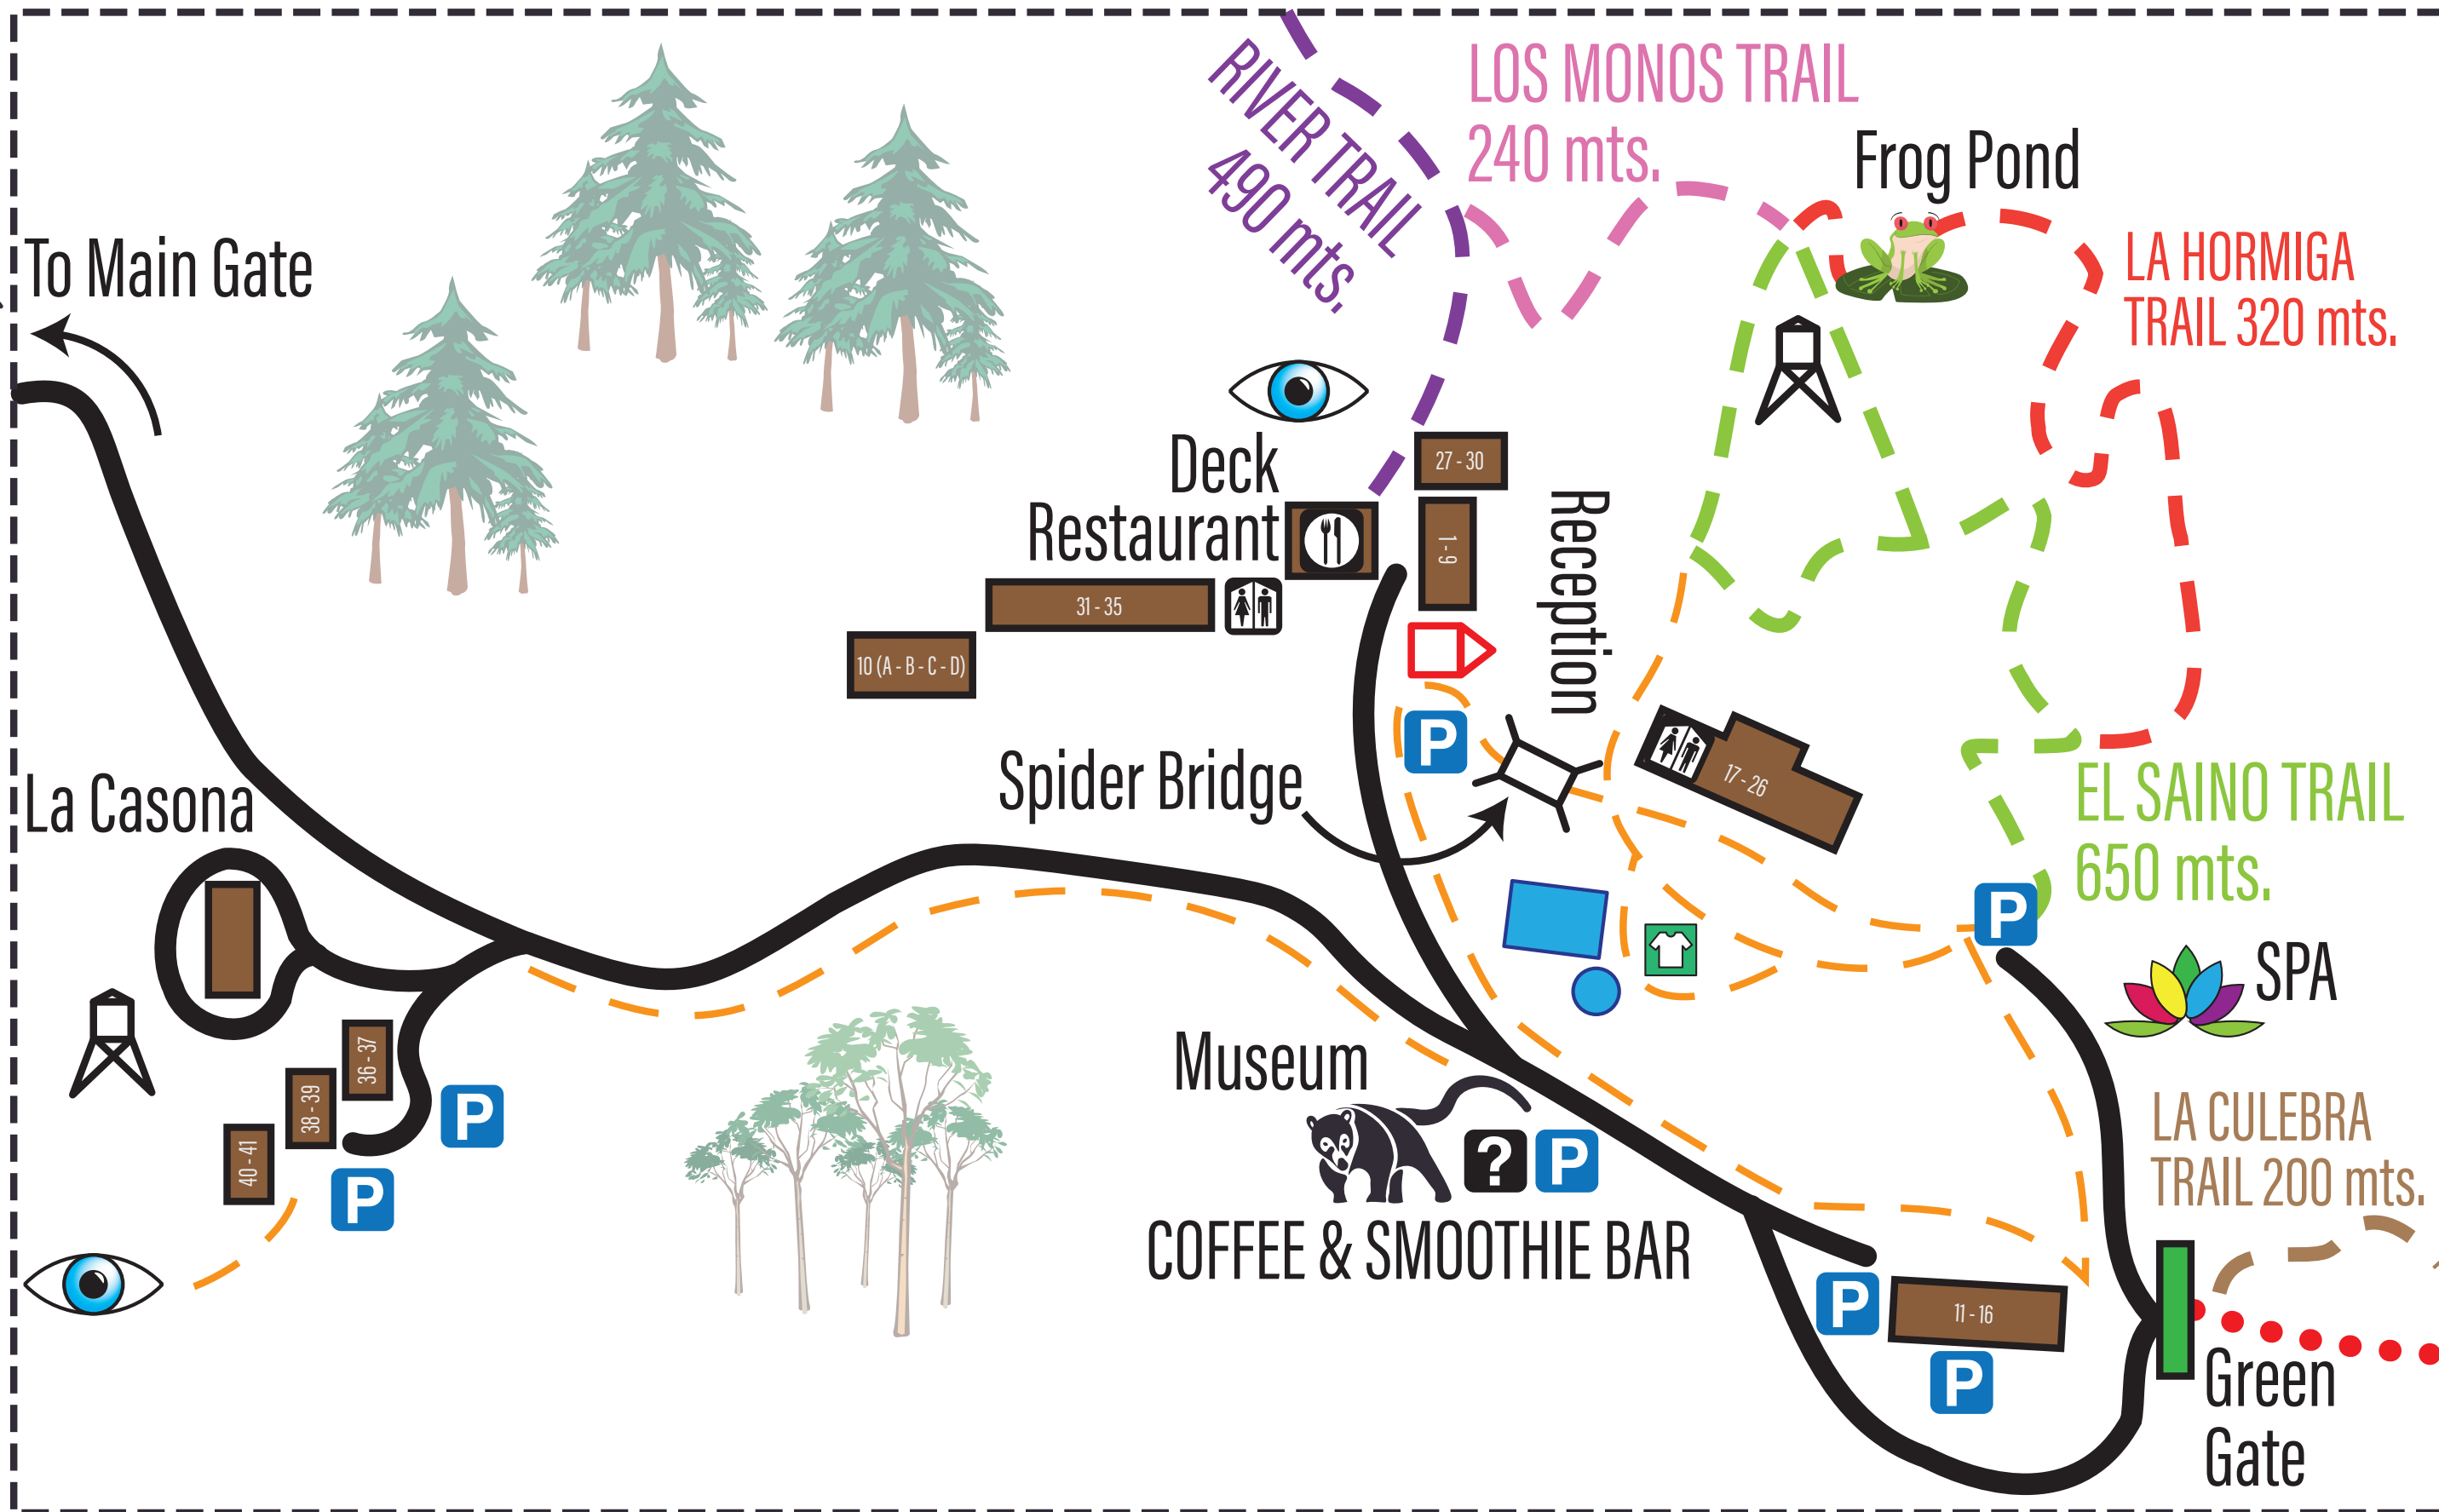 RIVER TRAIL
490 mts.
LOS MONOS TRAIL
240 mts.
Frog Pond
To Main Gate
LA HORMIGA
TRAIL 320 mts.
Deck
Restaurant
27 - 30
1 - 9
Reception
31 - 35
10 (A - B - C - D)
P
Spider Bridge
17 - 26
La Casona
EL SAINO TRAIL
650 mts.
P
SPA
36 - 37
38 - 39
40 - 41
P
P
Museum
? P
COFFEE & SMOOTHIE BAR
LA CULEBRA
TRAIL 200 mts.
P
11 - 16
P
Green
Gate